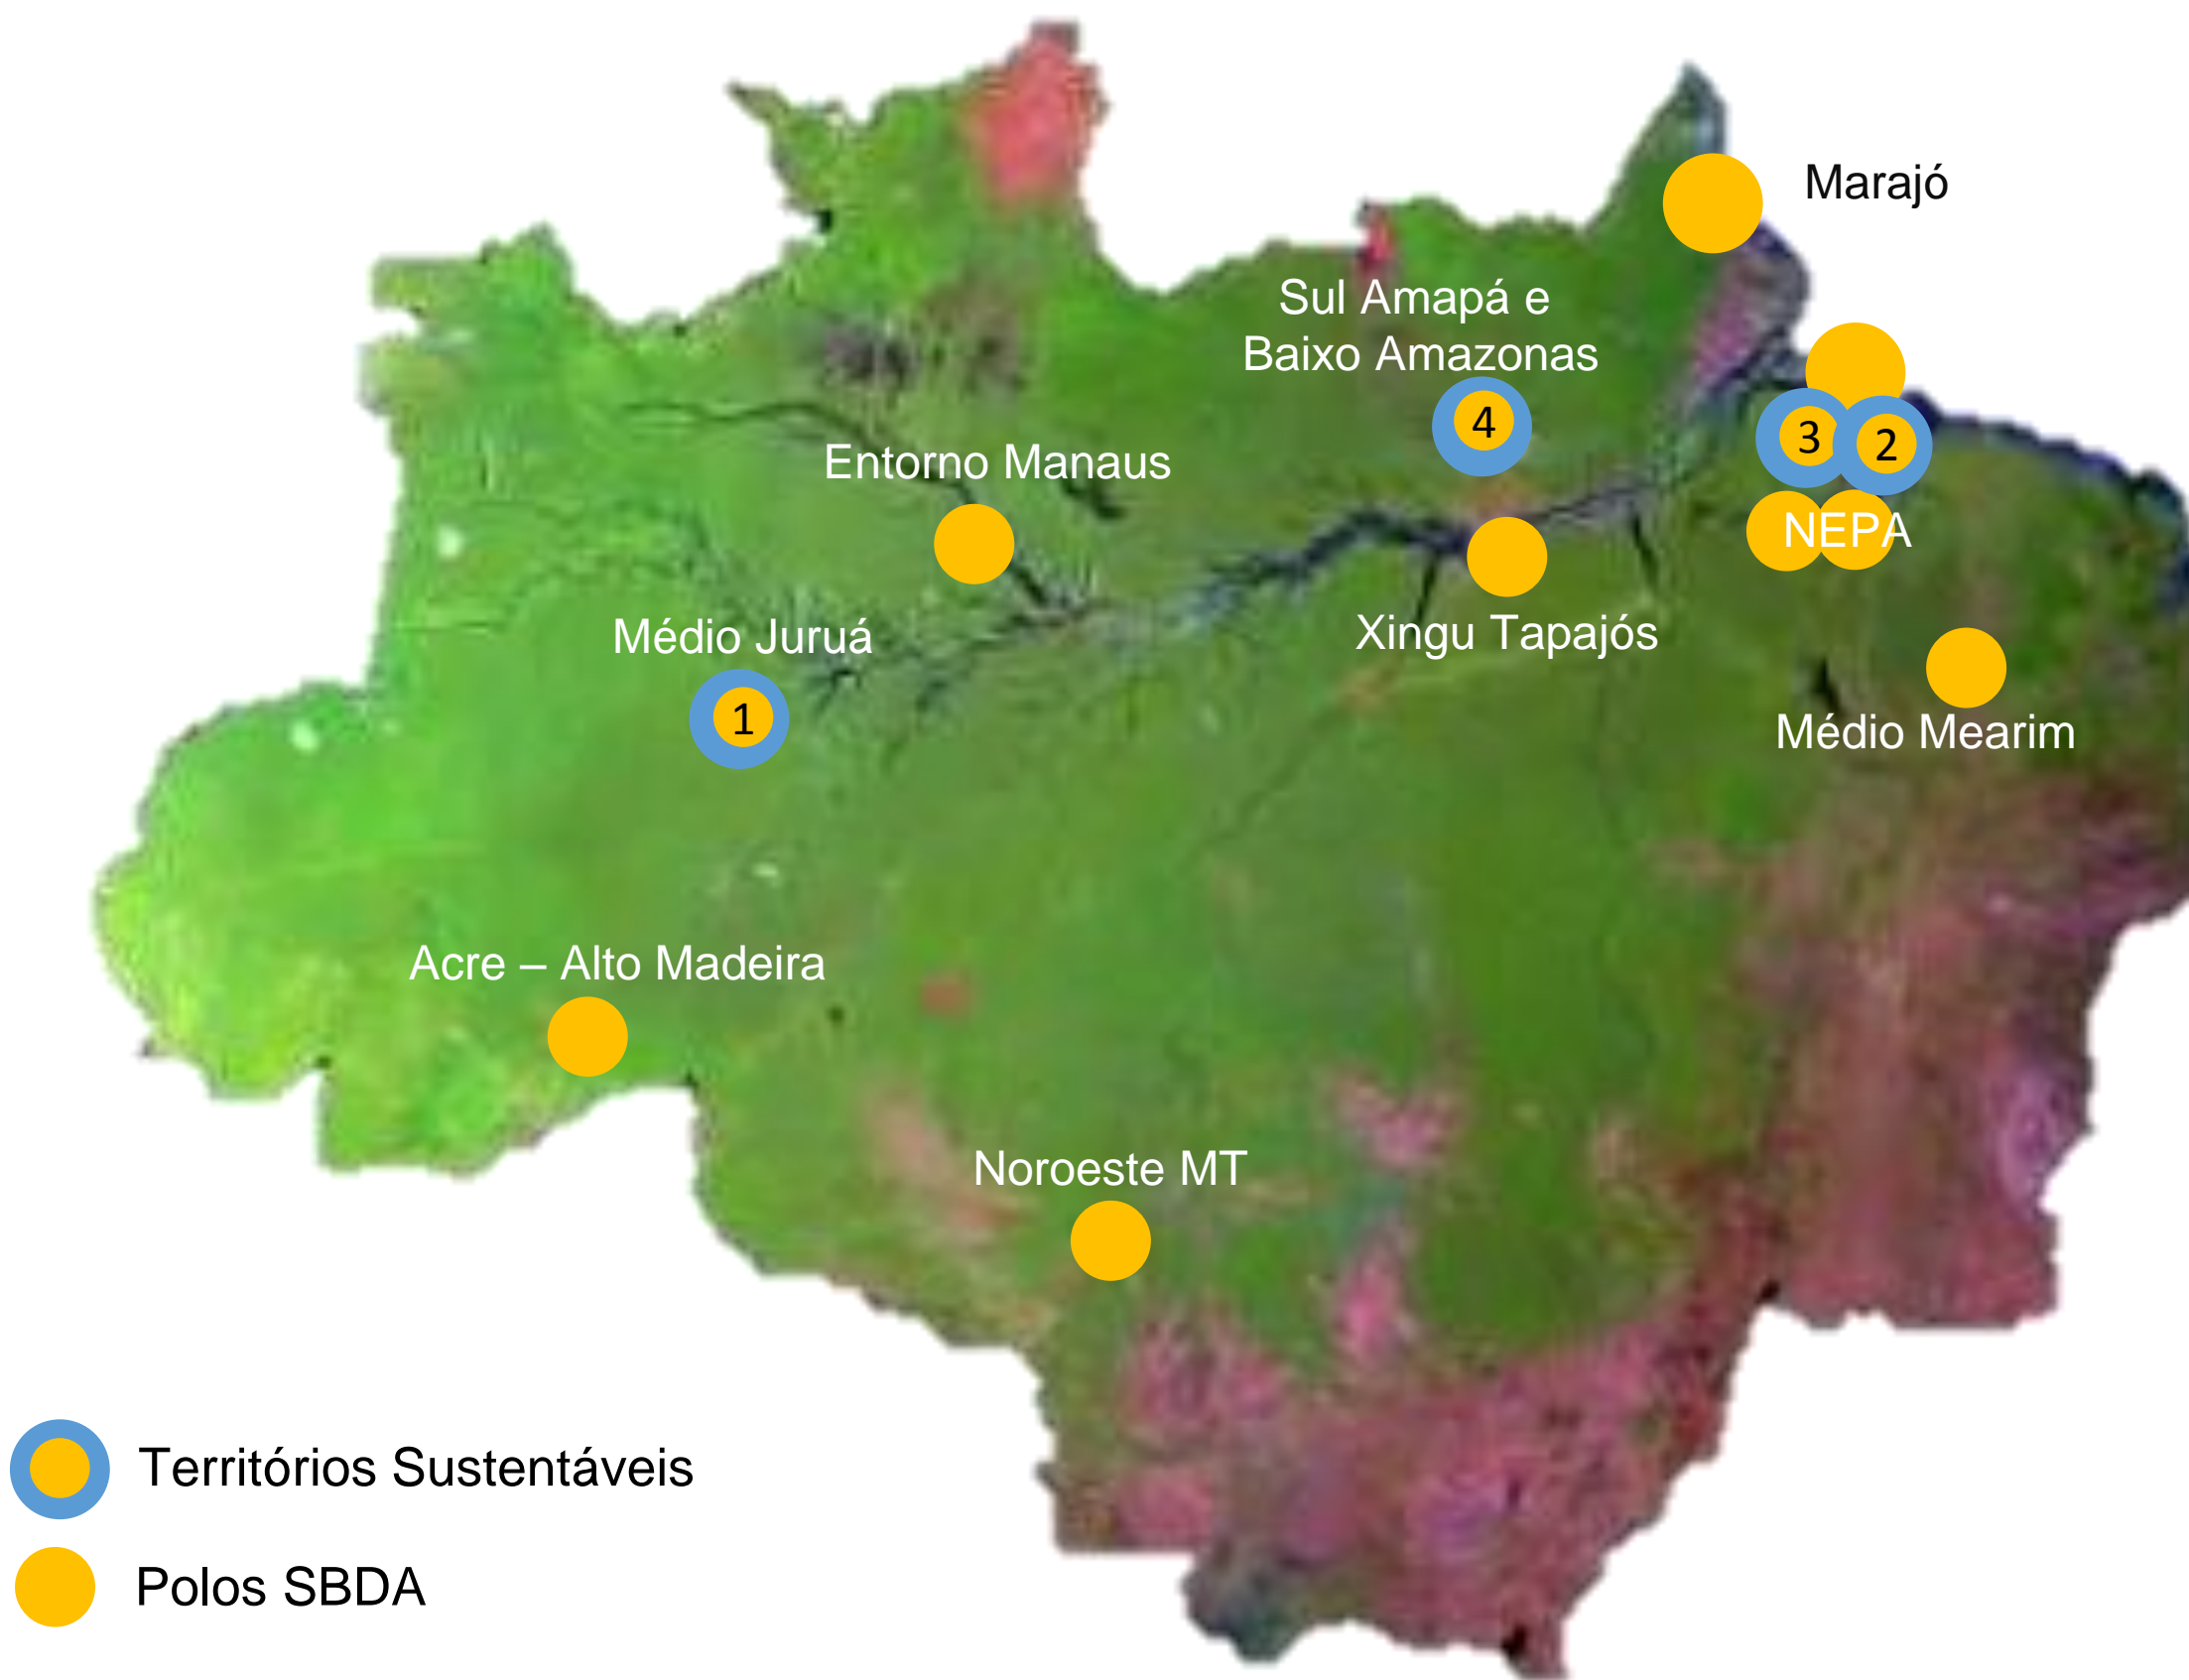 Marajó
Sul Amapá e
Baixo Amazonas
4
3
2
Entorno Manaus
NEPA
Xingu Tapajós
Médio Juruá
1
Médio Mearim
Acre – Alto Madeira
Noroeste MT
Territórios Sustentáveis
Polos SBDA